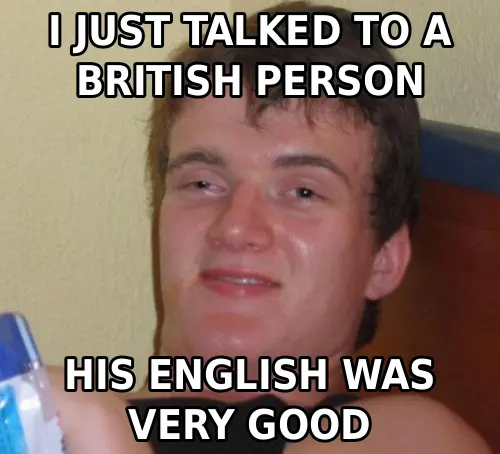 I JUST TALKED TO A
BRITISH PERSON
HIS ENGLISH WAS
VERY GOOD